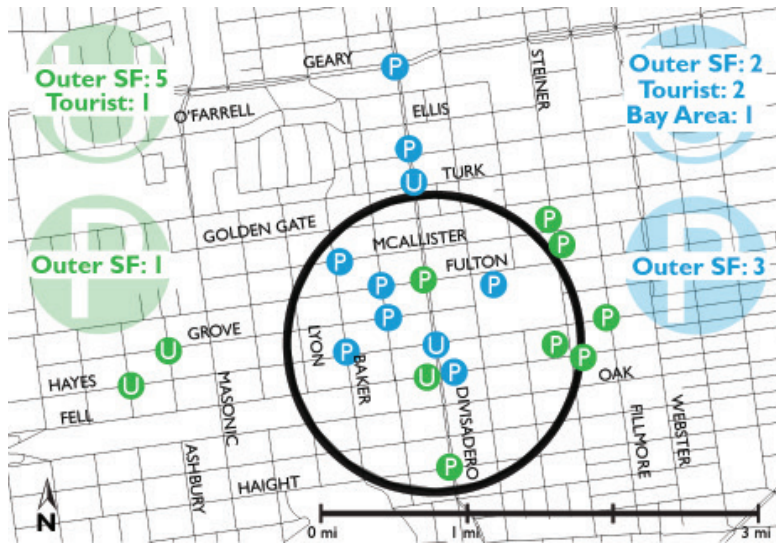 GEARY
STEINER
U
Outer SF: 5
Tourist: 1
U
Outer SF: 2
Tourist: 2
Bay Area: 1
P
O'FARRELL
ELLIS
P
U
TURK
GOLDEN GATE
P
P
MCALLISTER
P
Outer SF: 1
P
Outer SF: 3
P
FULTON
P
P
P
P
P
GROVE
LYON
U
P
P
U
P
BAKER
P
U
DIVISADERO
OAK
HAYES
U
MASONIC
FELL
FILLMORE
WEBSTER
ASHBURY
HAIGHT
P
N
0 mi
1 mi
3 mi